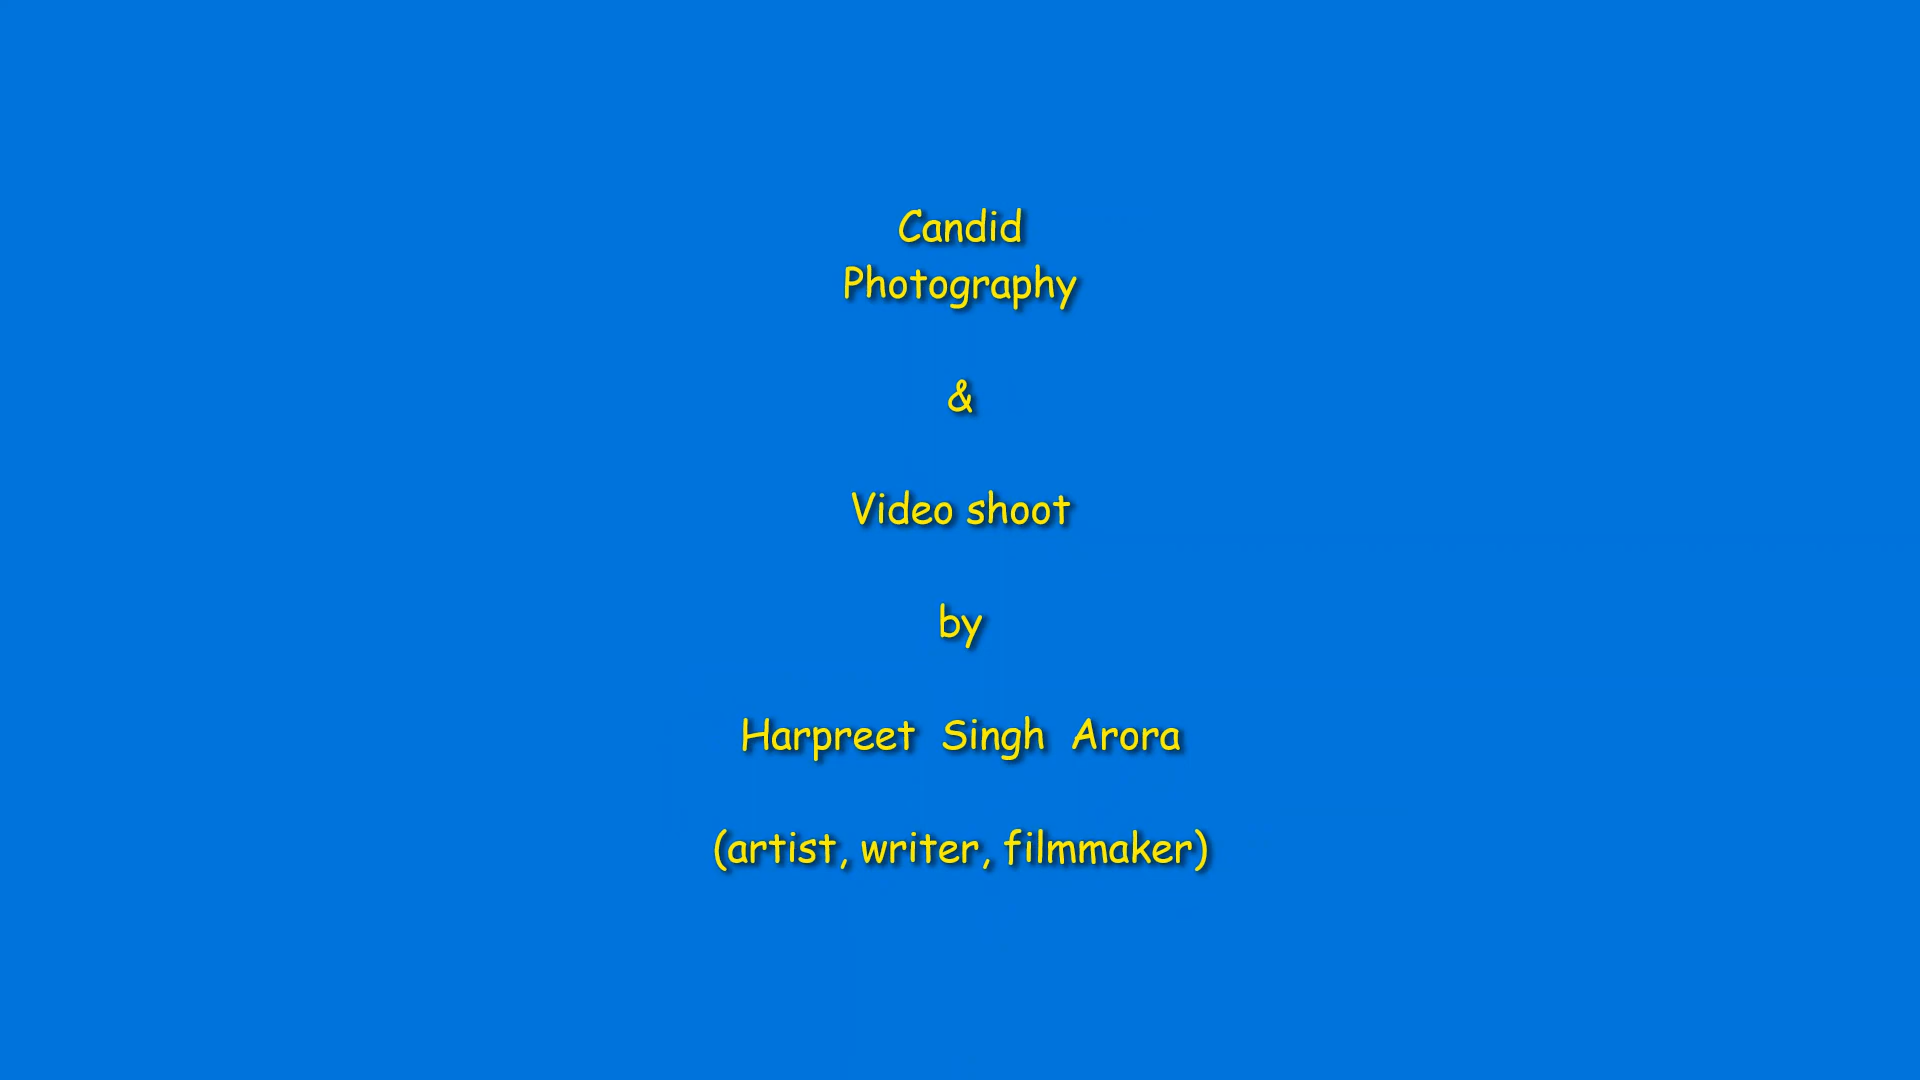 Candid
Photography
&
Video shoot
by
Harpreet  Singh  Arora
(artist, writer, filmmaker)